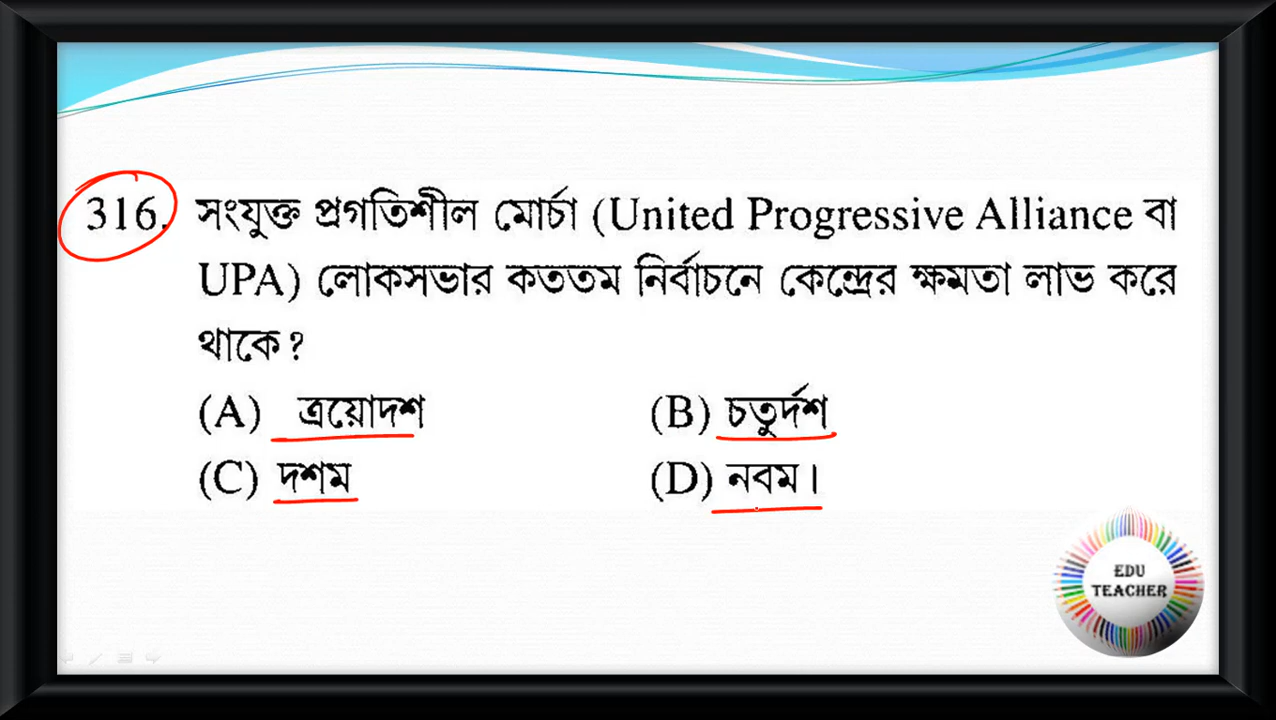 316. সংযুক্ত প্রগতিশীল মোর্চা (United Progressive Alliance বা
UPA) লোকসভার কততম নির্বাচনে কেন্দ্রের ক্ষমতা লাভ করে
থাকে?
(A) ত্রয়োদশ (B) চতুর্দশ
(C) দশম (D) নবম।
EDU
TEACHER